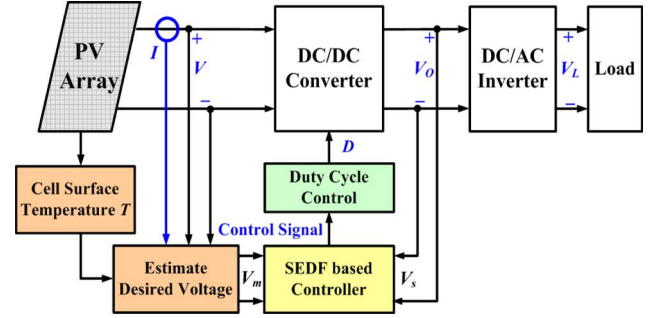 PV
Array
I
+
V
−
DC/DC
Converter
+
VO
−
DC/AC
Inverter
+
VL
−
Load
D
Cell Surface
Temperature T
Duty Cycle
Control
Control Signal
Estimate
Desired Voltage
Vm
SEDF based
Controller
Vs